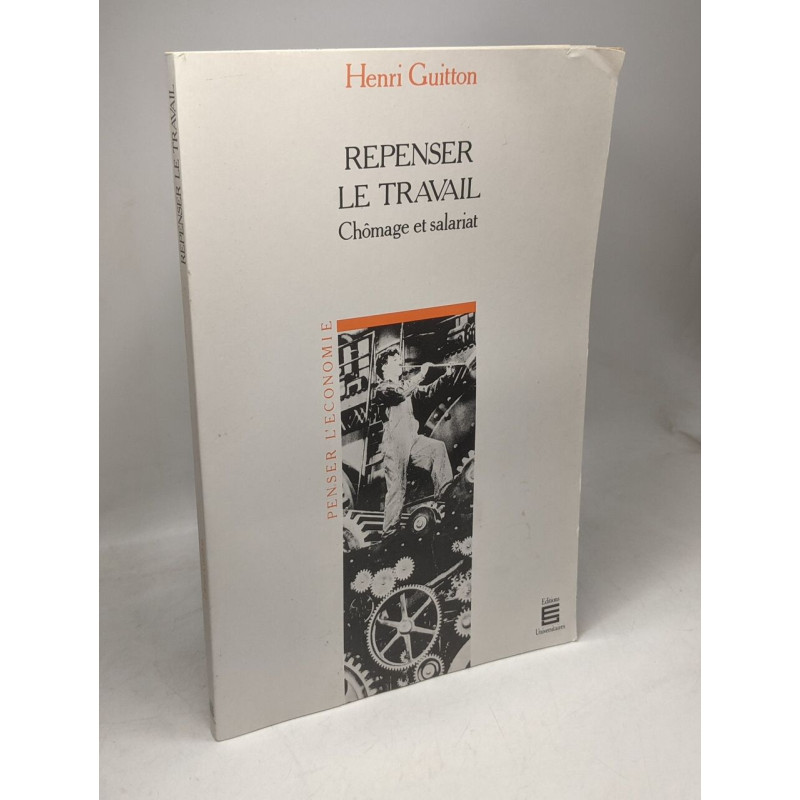 REPENSER LE TRAVAIL
Henri Guitton
REPENSER
LE TRAVAIL
Chômage et salariat
PENSER L'ECONOMIE
Editions
Universitaires